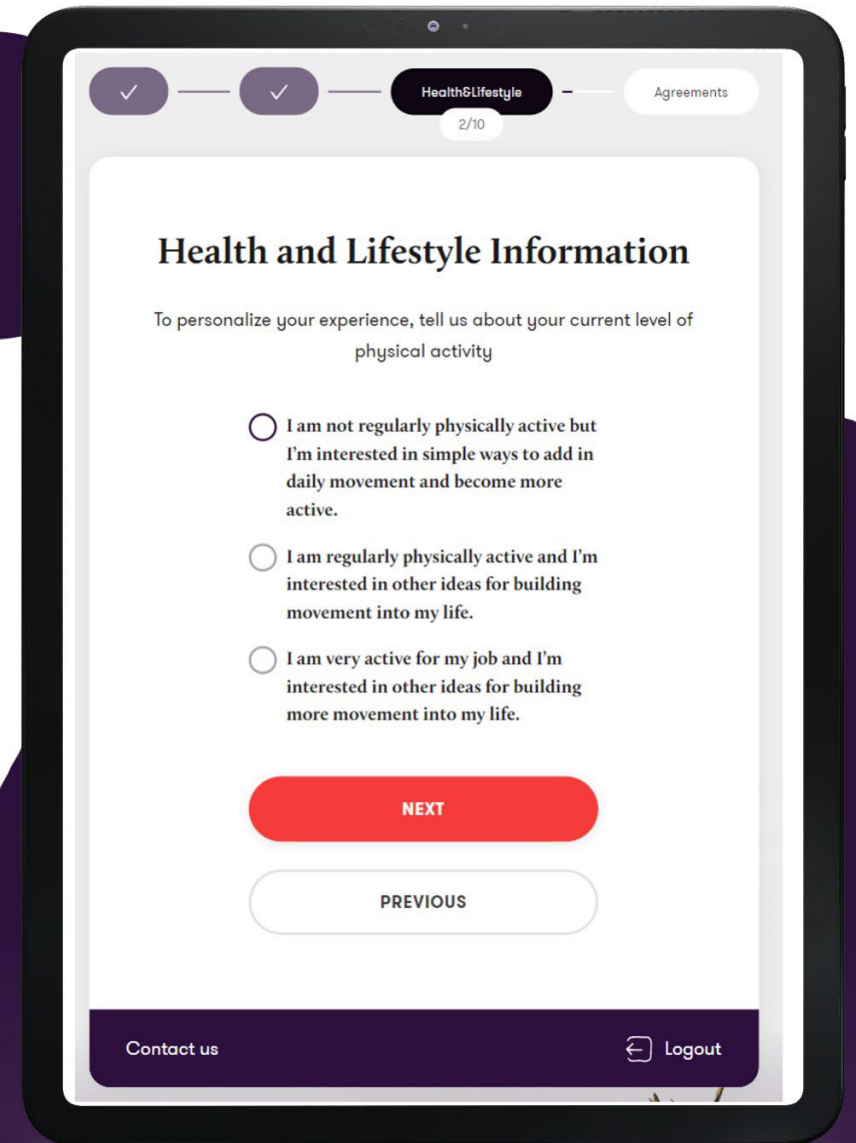 Health&Lifestyle
Agreements
2/10
Health and Lifestyle Information
To personalize your experience, tell us about your current level of
physical activity
I am not regularly physically active but
I'm interested in simple ways to add in
daily movement and become more
active.
I am regularly physically active and I'm
interested in other ideas for building
movement into my life.
I am very active for my job and I'm
interested in other ideas for building
more movement into my life.
NEXT
PREVIOUS
Contact us
Logout